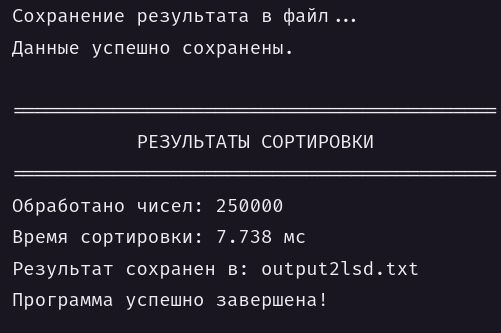 Сохранение результата в файл...
Данные успешно сохранены.
==================================================
РЕЗУЛЬТАТЫ СОРТИРОВКИ
==================================================
Обработано чисел: 250000
Время сортировки: 7.738 мс
Результат сохранен в: output2lsd.txt
Программа успешно завершена!